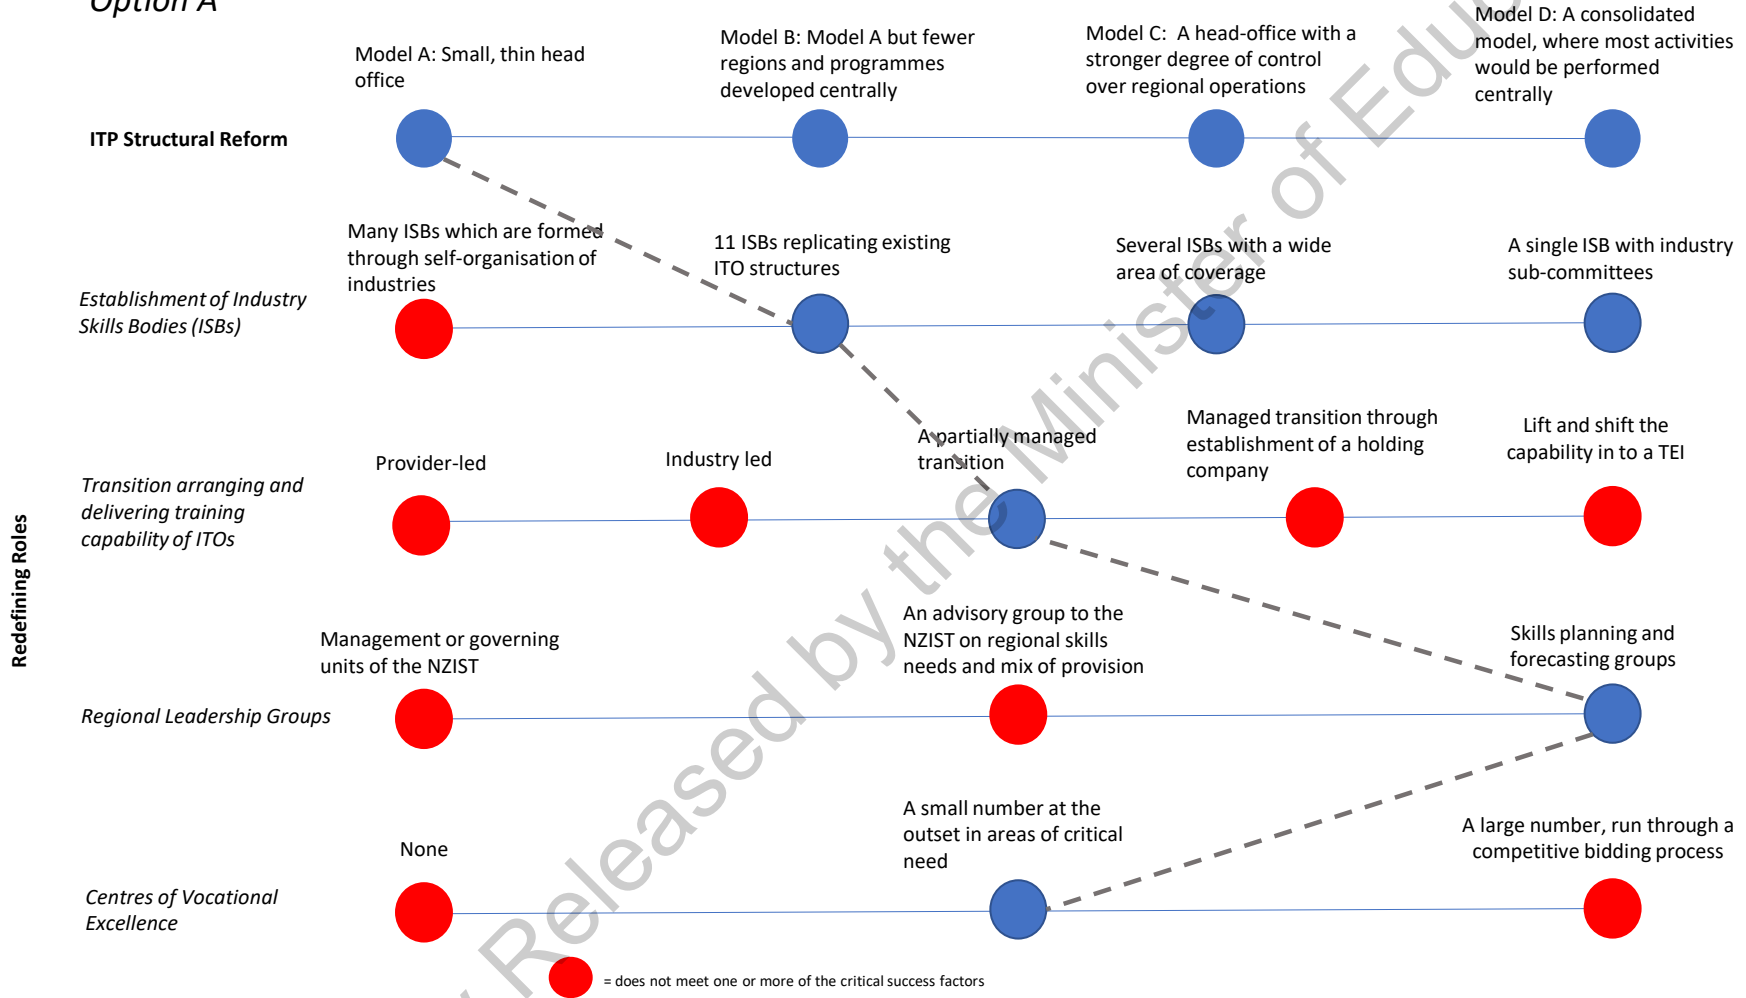 Option A
Model A: Small, thin head
office
Model B: Model A but fewer
regions and programmes
developed centrally
Model C:  A head-office with a
stronger degree of control
over regional operations
Model D: A consolidated
model, where most activities
would be performed
centrally
ITP Structural Reform
Many ISBs which are formed
through self-organisation of
industries
11 ISBs replicating existing
ITO structures
Several ISBs with a wide
area of coverage
A single ISB with industry
sub-committees
Establishment of Industry
Skills Bodies (ISBs)
Provider-led
Industry led
A partially managed
transition
Managed transition through
establishment of a holding
company
Lift and shift the
capability in to a TEI
Transition arranging and
delivering training
capability of ITOs
Redefining Roles
Management or governing
units of the NZIST
An advisory group to the
NZIST on regional skills
needs and mix of provision
Skills planning and
forecasting groups
Regional Leadership Groups
None
A small number at the
outset in areas of critical
need
A large number, run through a
competitive bidding process
Centres of Vocational
Excellence
= does not meet one or more of the critical success factors
Released by the Minister of